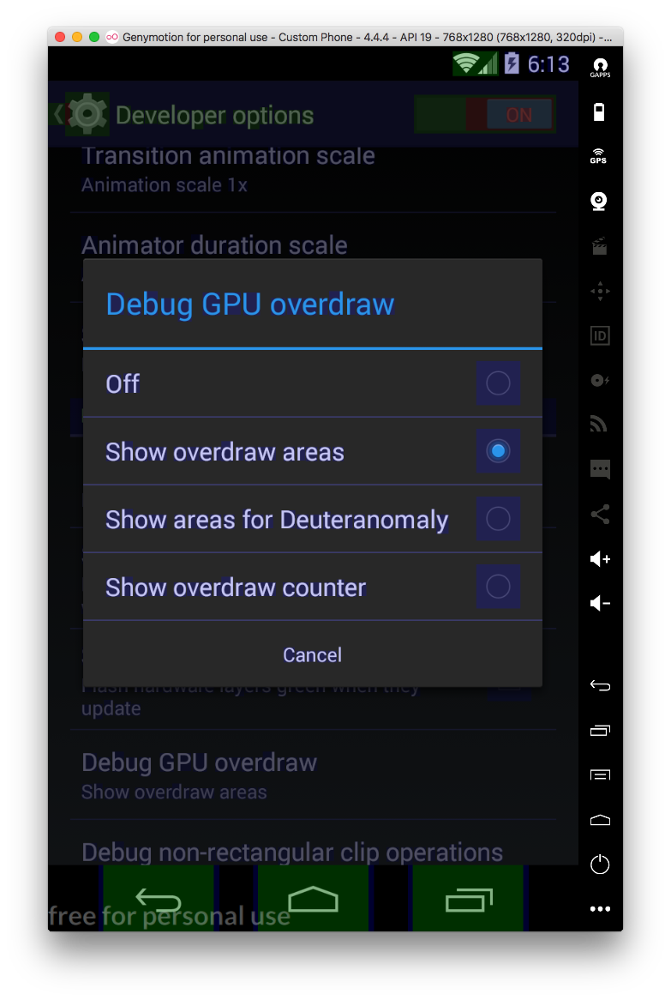 Genymotion for personal use - Custom Phone - 4.4.4 - API 19 - 768x1280 (768x1280, 320dpi) -...
6:13
GAPPS
Developer options
ON
GPS
Transition animation scale
Animation scale 1x
Animator duration scale
Debug GPU overdraw
ID
Off
Show overdraw areas
Show areas for Deuteranomaly
Show overdraw counter
Cancel
Flash hardware layers green when they
update
Debug GPU overdraw
Show overdraw areas
Debug non-rectangular clip operations
free for personal use